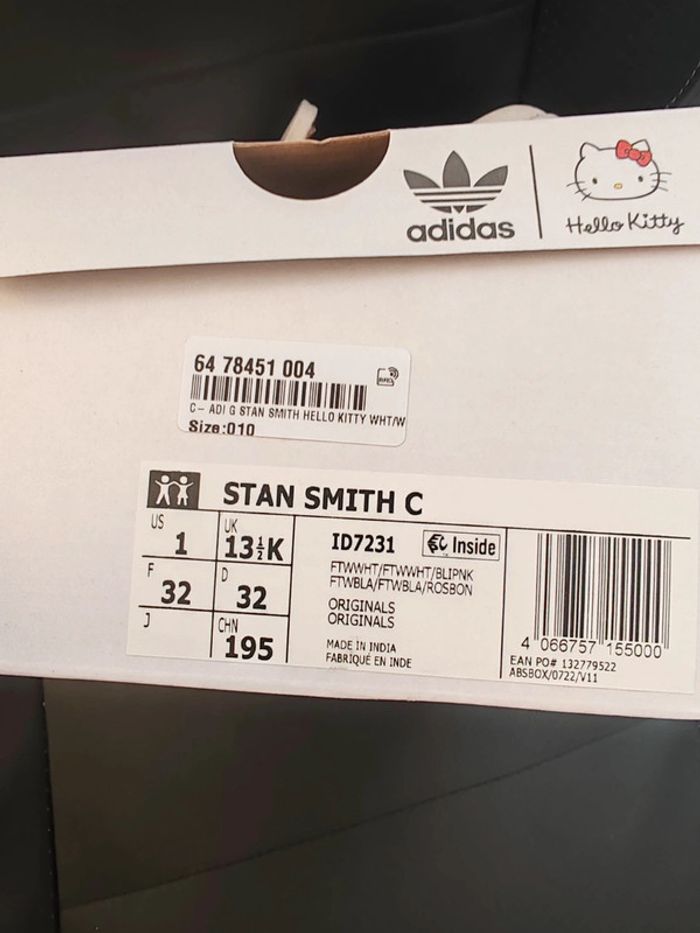 adidas
Hello Kitty
64 78451 004
C- ADI G STAN SMITH HELLO KITTY WHT/W
Size:010
STAN SMITH C
US
1
UK
13½K
F
32
D
32
J
CHN
195
ID7231
Inside
FTWWHT/FTWWHT/BLIPNK
FTWBLA/FTWBLA/ROSBON
ORIGINALS
ORIGINALS
MADE IN INDIA
FABRIQUÉ EN INDE
4 066757 155000
EAN PO# 132779522
ABSBOX/0722/V11